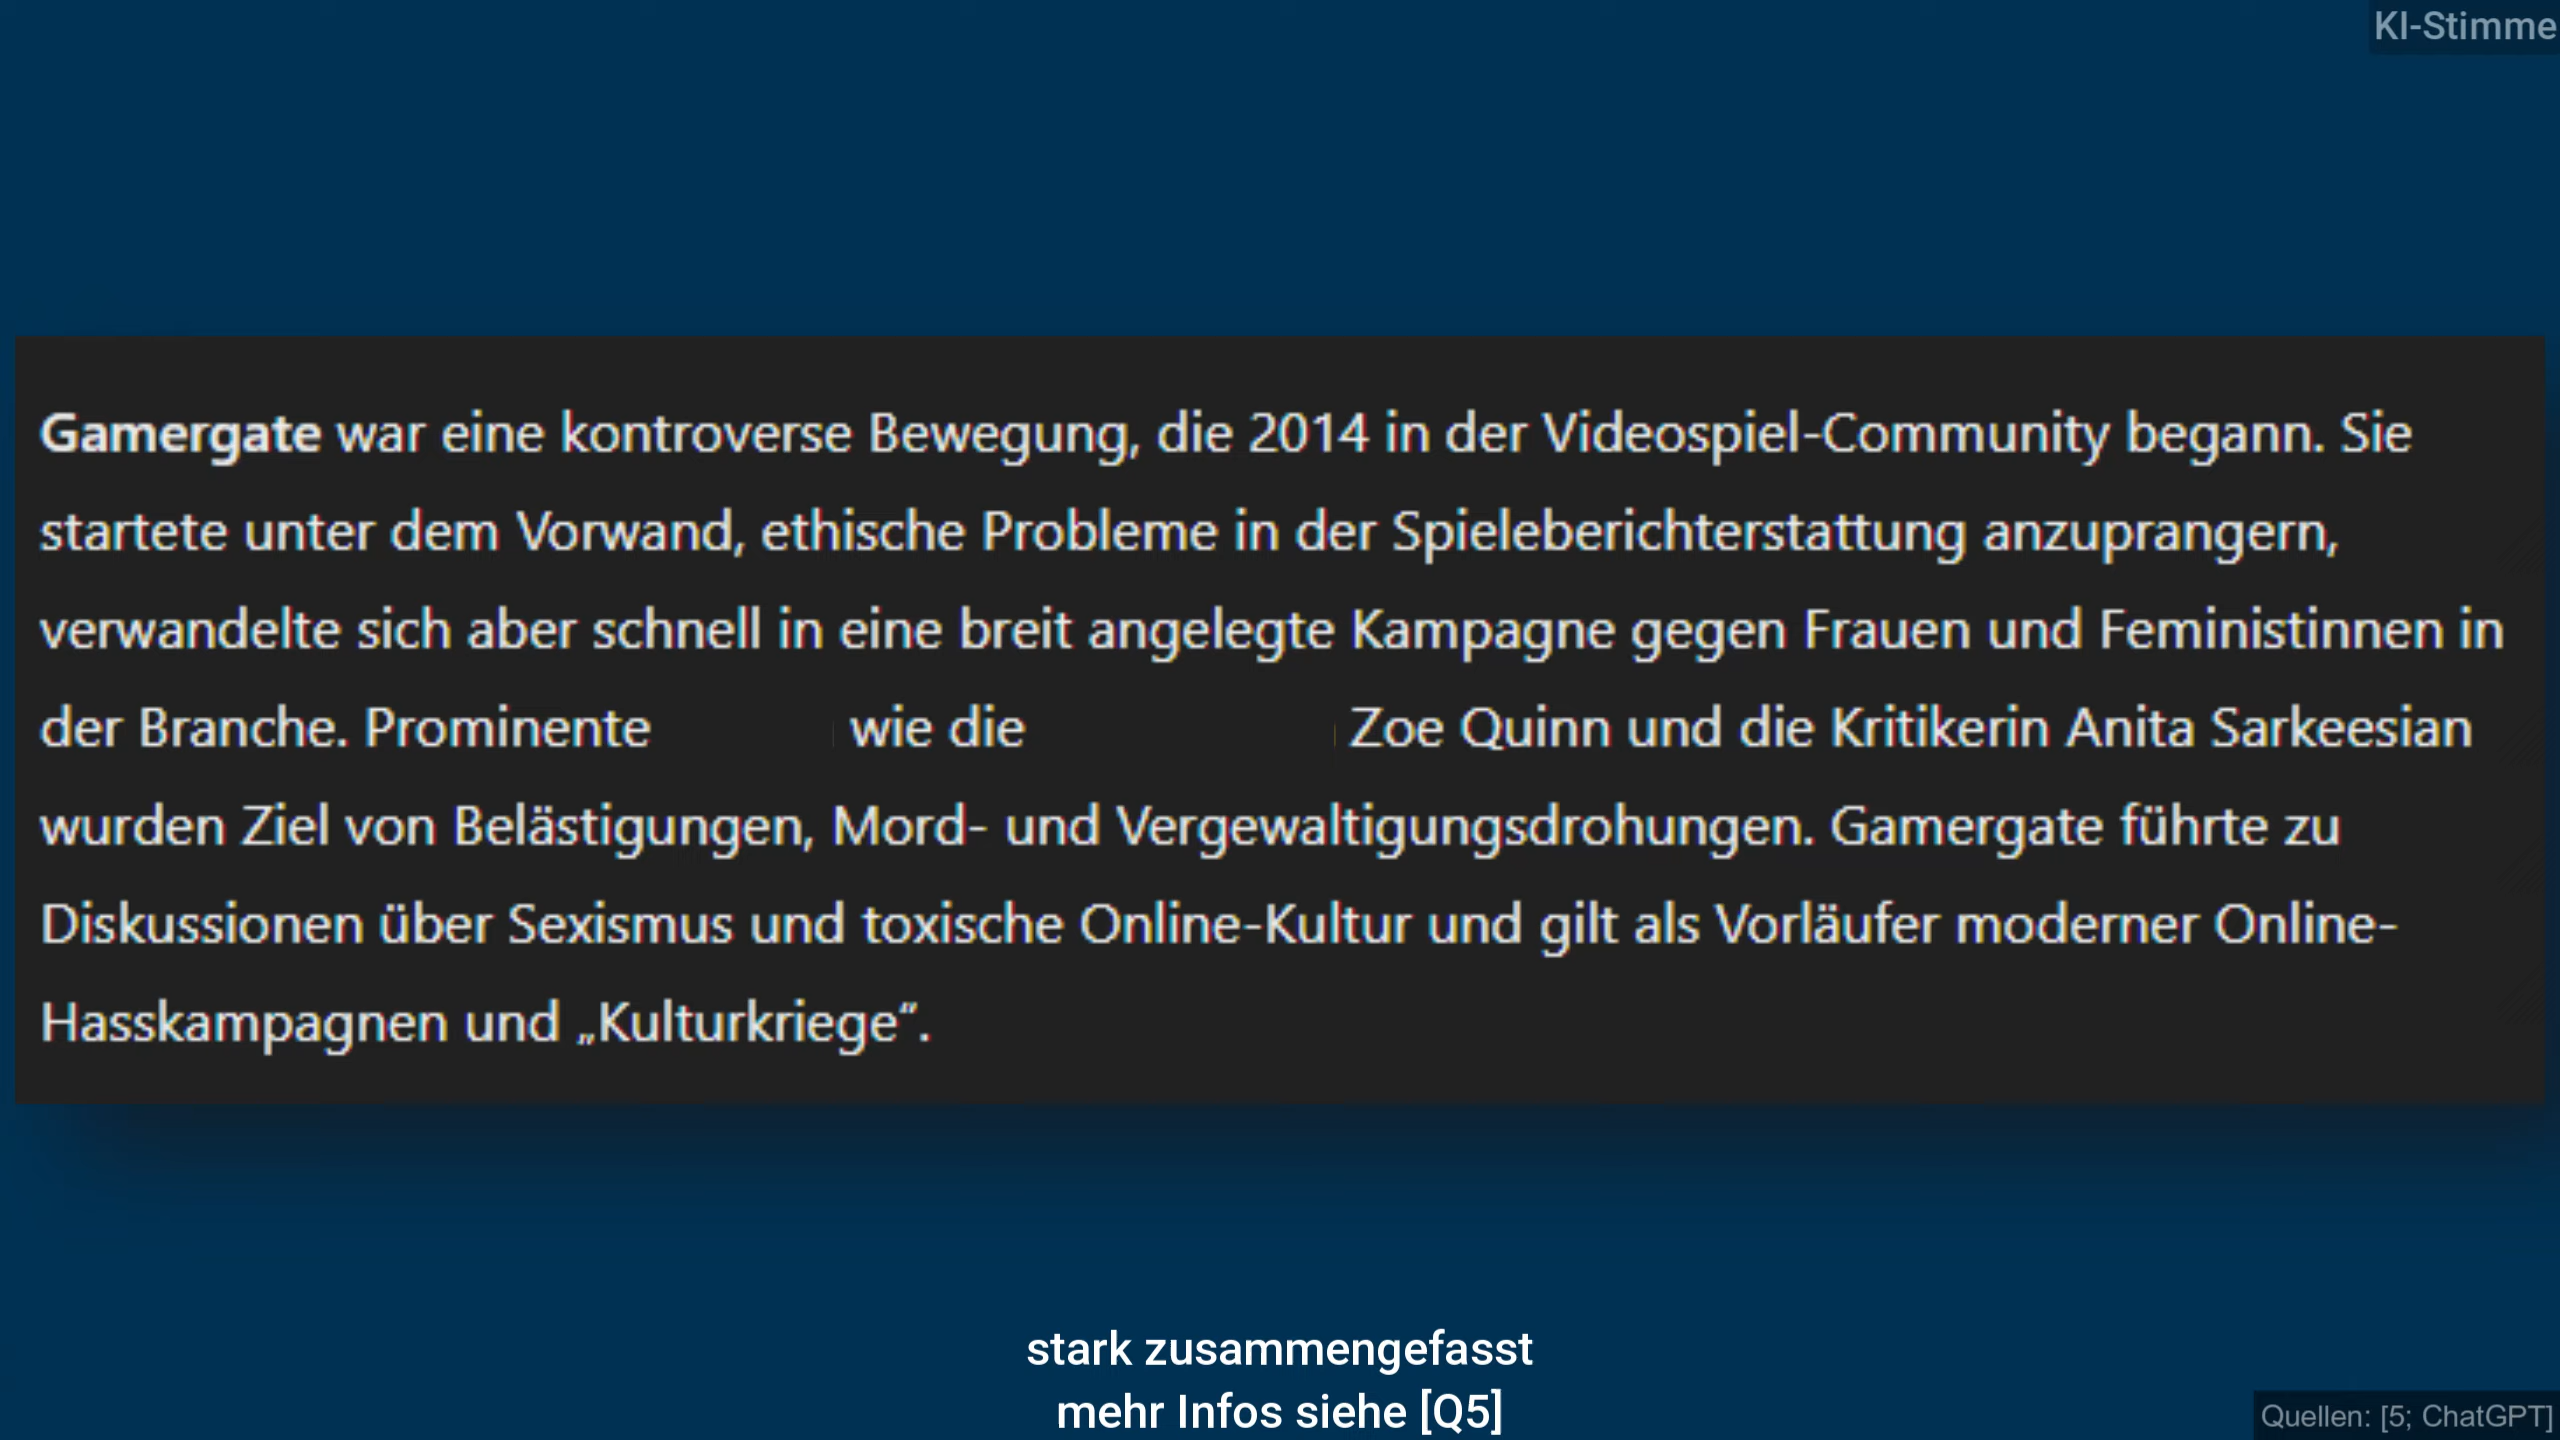 KI-Stimme
Gamergate war eine kontroverse Bewegung, die 2014 in der Videospiel-Community begann. Sie
startete unter dem Vorwand, ethische Probleme in der Spieleberichterstattung anzuprangern,
verwandelte sich aber schnell in eine breit angelegte Kampagne gegen Frauen und Feministinnen in
der Branche. Prominente wie die Zoe Quinn und die Kritikerin Anita Sarkeesian
wurden Ziel von Belästigungen, Mord- und Vergewaltigungsdrohungen. Gamergate führte zu
Diskussionen über Sexismus und toxische Online-Kultur und gilt als Vorläufer moderner Online-
Hasskampagnen und „Kulturkriege“.
stark zusammengefasst
mehr Infos siehe [Q5]
Quellen: [5; ChatGPT]